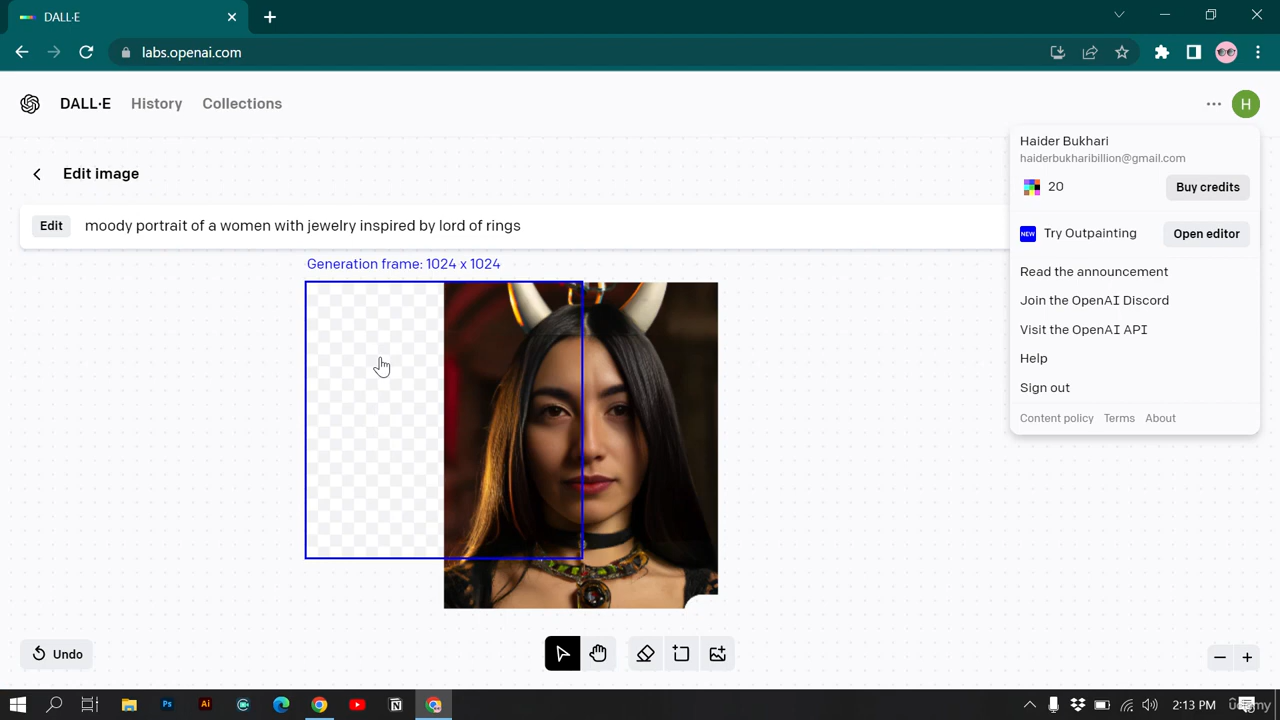 DALL·E
labs.openai.com
DALL·E History Collections
H
Haider Bukhari
haiderbukharibillion@gmail.com
20 Buy credits
NEW Try Outpainting Open editor
Read the announcement
Join the OpenAI Discord
Visit the OpenAI API
Help
Sign out
Content policy Terms About
Edit image
Edit moody portrait of a women with jewelry inspired by lord of rings
Generation frame: 1024 x 1024
Undo
Ps Ai 2:13 PM
udemy